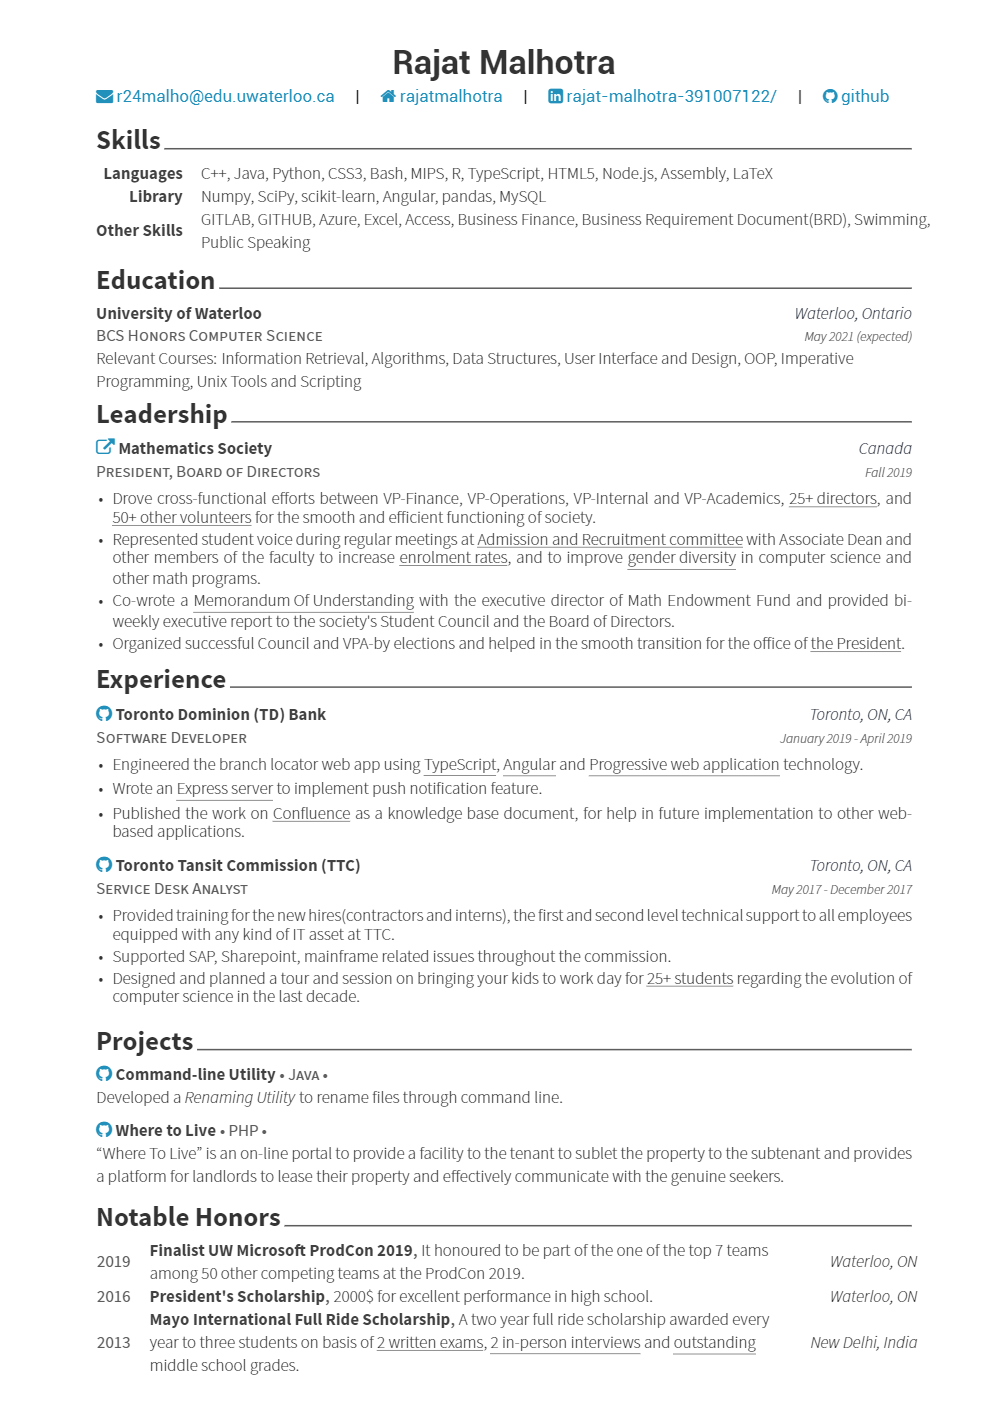 Rajat Malhotra
r24malho@edu.uwaterloo.ca | rajatmalhotra | rajat-malhotra-391007122/ | github
Skills
Languages C++, Java, Python, CSS3, Bash, MIPS, R, TypeScript, HTML5, Node.js, Assembly, LaTeX
Library Numpy, SciPy, scikit-learn, Angular, pandas, MySQL
Other Skills GITLAB, GITHUB, Azure, Excel, Access, Business Finance, Business Requirement Document(BRD), Swimming,
Public Speaking
Education
University of Waterloo Waterloo, Ontario
BCS Honors Computer Science May 2021 (expected)
Relevant Courses: Information Retrieval, Algorithms, Data Structures, User Interface and Design, OOP, Imperative
Programming, Unix Tools and Scripting
Leadership
Mathematics Society Canada
President, Board of Directors Fall 2019
• Drove cross-functional efforts between VP-Finance, VP-Operations, VP-Internal and VP-Academics, 25+ directors, and
50+ other volunteers for the smooth and efficient functioning of society.
• Represented student voice during regular meetings at Admission and Recruitment committee with Associate Dean and
other members of the faculty to increase enrolment rates, and to improve gender diversity in computer science and
other math programs.
• Co-wrote a Memorandum Of Understanding with the executive director of Math Endowment Fund and provided bi-
weekly executive report to the society's Student Council and the Board of Directors.
• Organized successful Council and VPA-by elections and helped in the smooth transition for the office of the President.
Experience
Toronto Dominion (TD) Bank Toronto, ON, CA
Software Developer January 2019 - April 2019
• Engineered the branch locator web app using TypeScript, Angular and Progressive web application technology.
• Wrote an Express server to implement push notification feature.
• Published the work on Confluence as a knowledge base document, for help in future implementation to other web-
based applications.
Toronto Tansit Commission (TTC) Toronto, ON, CA
Service Desk Analyst May 2017 - December 2017
• Provided training for the new hires(contractors and interns), the first and second level technical support to all employees
equipped with any kind of IT asset at TTC.
• Supported SAP, Sharepoint, mainframe related issues throughout the commission.
• Designed and planned a tour and session on bringing your kids to work day for 25+ students regarding the evolution of
computer science in the last decade.
Projects
Command-line Utility • Java •
Developed a Renaming Utility to rename files through command line.
Where to Live • PHP •
“Where To Live” is an on-line portal to provide a facility to the tenant to sublet the property to the subtenant and provides
a platform for landlords to lease their property and effectively communicate with the genuine seekers.
Notable Honors
2019 Finalist UW Microsoft ProdCon 2019, It honoured to be part of the one of the top 7 teams Waterloo, ON
among 50 other competing teams at the ProdCon 2019.
2016 President's Scholarship, 2000$ for excellent performance in high school. Waterloo, ON
Mayo International Full Ride Scholarship, A two year full ride scholarship awarded every
2013 year to three students on basis of 2 written exams, 2 in-person interviews and outstanding New Delhi, India
middle school grades.